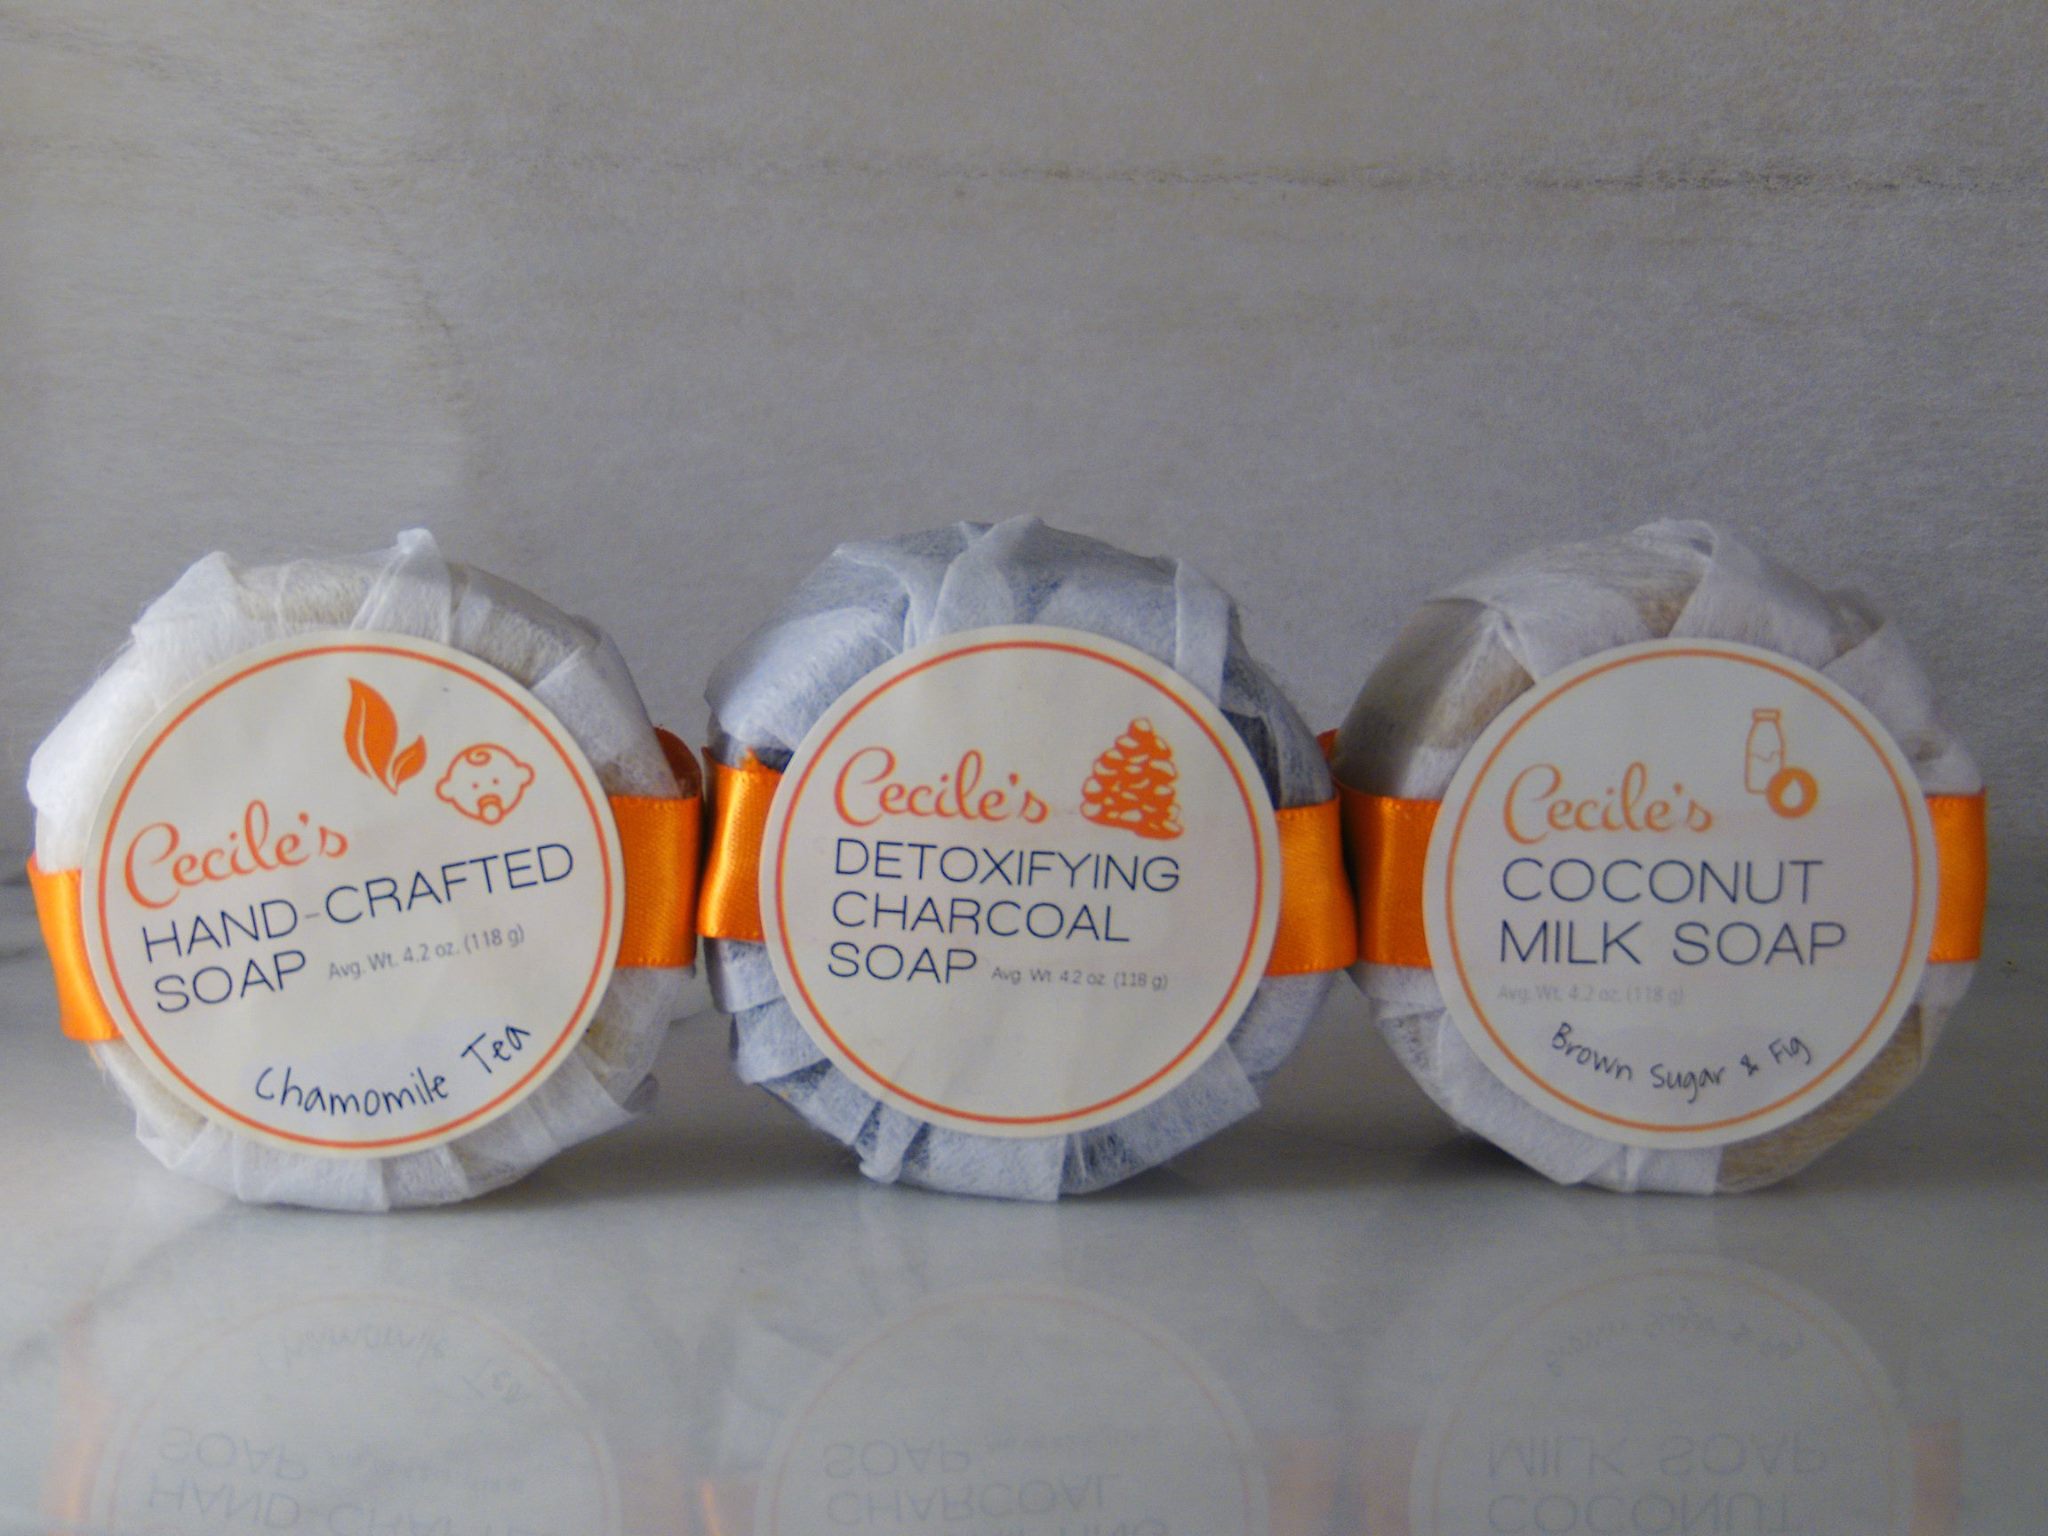 Cecile's
HAND-CRAFTED
SOAP Avg. Wt. 4.2 oz. (118 g)
Chamomile Tea
Cecile's
DETOXIFYING
CHARCOAL
SOAP Avg. Wt. 4.2 oz. (118 g)
Cecile's
COCONUT
MILK SOAP
Avg. Wt. 4.2 oz. (118 g)
Brown Sugar & Fig